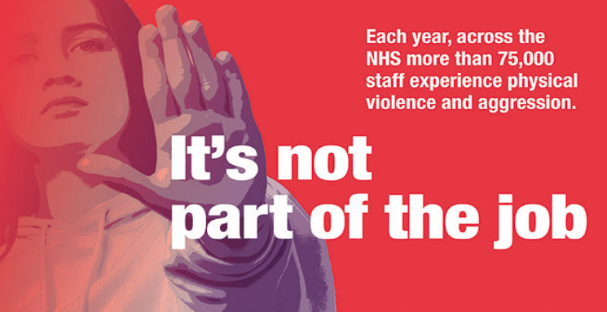 Each year, across the
NHS more than 75,000
staff experience physical
violence and aggression.
It's not
part of the job